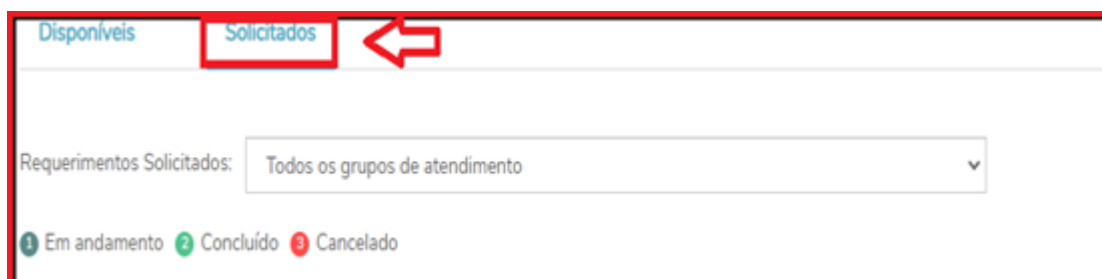 Disponíveis Solicitados
Requerimentos Solicitados: Todos os grupos de atendimento
1 Em andamento 2 Concluído 3 Cancelado